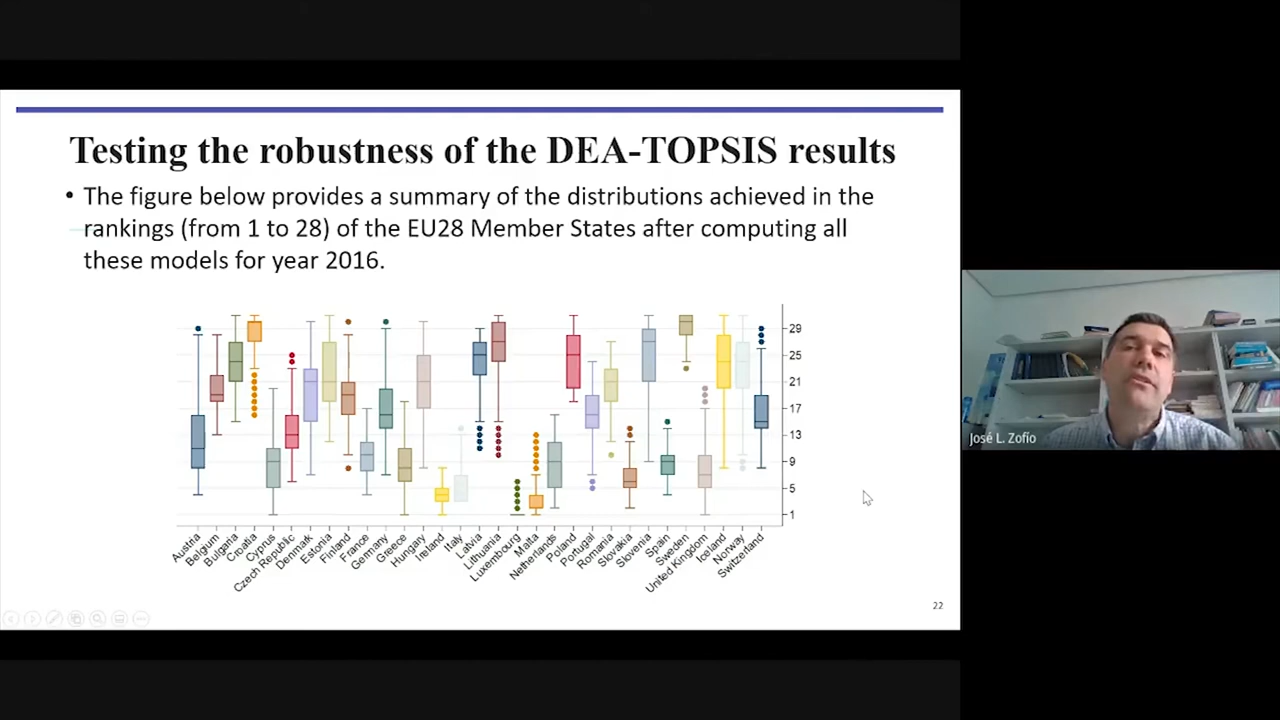 Testing the robustness of the DEA-TOPSIS results
• The figure below provides a summary of the distributions achieved in the
rankings (from 1 to 28) of the EU28 Member States after computing all
these models for year 2016.
29
25
21
17
13
9
5
1
Austria
Belgium
Bulgaria
Croatia
Cyprus
Czech Republic
Denmark
Estonia
Finland
France
Germany
Greece
Hungary
Ireland
Italy
Latvia
Lithuania
Luxembourg
Malta
Netherlands
Poland
Portugal
Romania
Slovakia
Slovenia
Spain
Sweden
United Kingdom
Iceland
Norway
Switzerland
22
José L. Zofío